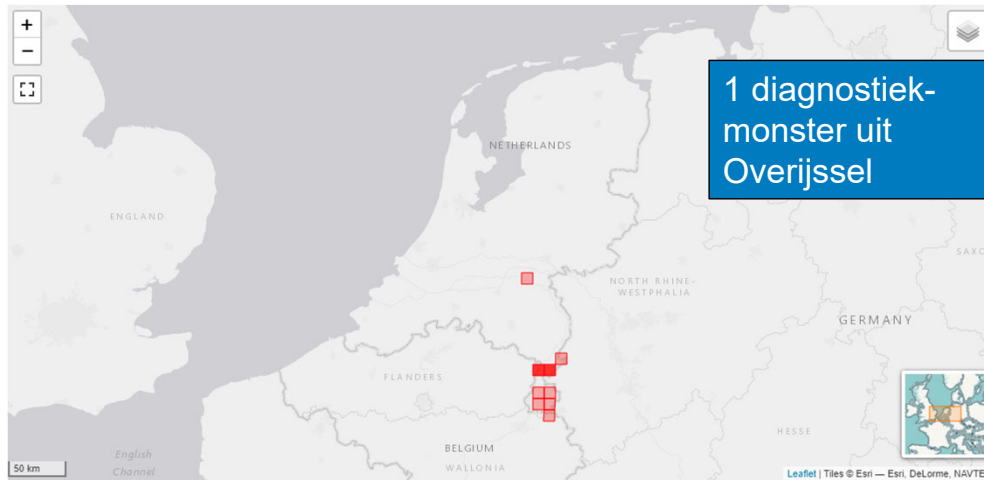 +
−
1 diagnostiek-
monster uit
Overijssel
NETHERLANDS
ENGLAND
SAXO
NORTH RHINE-
WESTPHALIA
GERMANY
FLANDERS
HESSE
BELGIUM
English
Channel
WALLONIA
50 km
Leaflet | Tiles © Esri — Esri, DeLorme, NAVTE